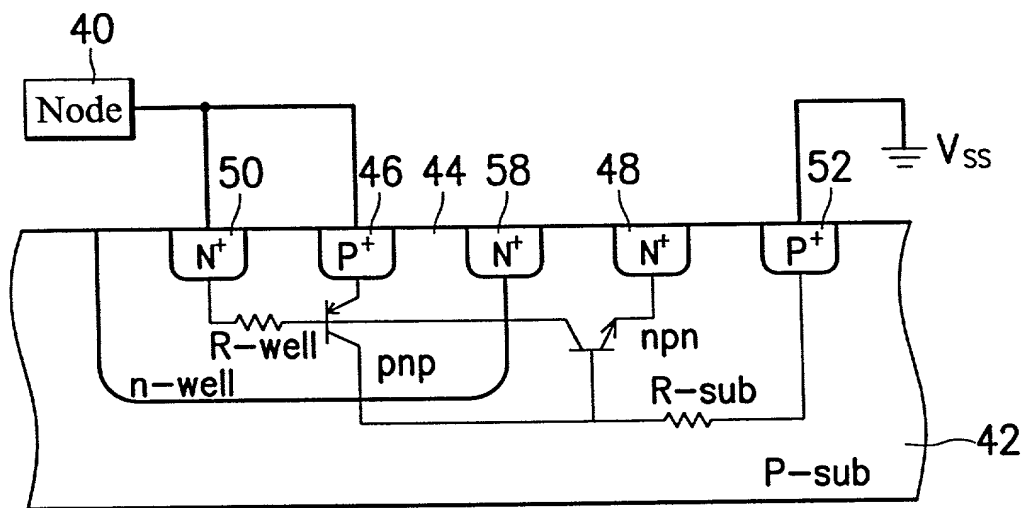 40
Node
50
46
44
58
48
52
VSS
N+
P+
N+
N+
P+
R-well
pnp
npn
n-well
R-sub
42
P-sub